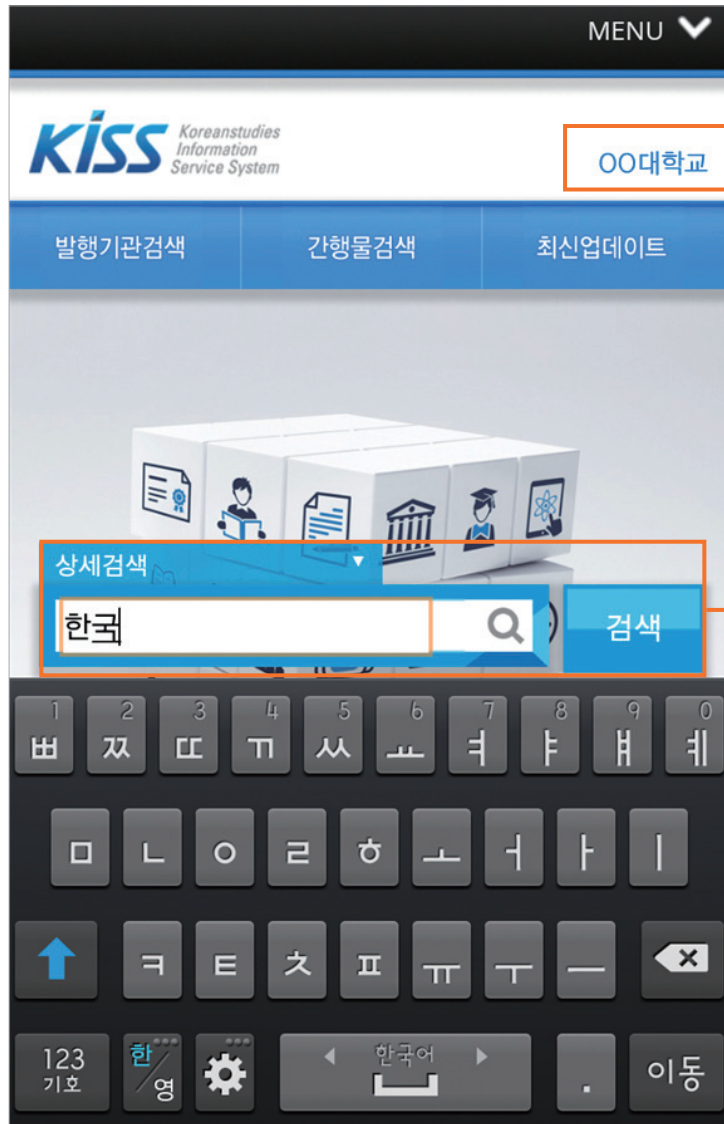 MENU
KISS Koreanstudies
Information
Service System
OO대학교
발행기관검색 간행물검색 최신업데이트
상세검색 ▼
한국 검색
1 2 3 4 5 6 7 8 9 0
ㅃ ㅉ ㄸ ㄲ ㅆ ㅛ ㅕ ㅑ ㅒ ㅖ
ㅁ ㄴ ㅇ ㄹ ㅎ ㅗ ㅓ ㅏ ㅣ
ㅋ ㅌ ㅊ ㅍ ㅠ ㅜ ㅡ
123
기호 한/영 한국어 . 이동